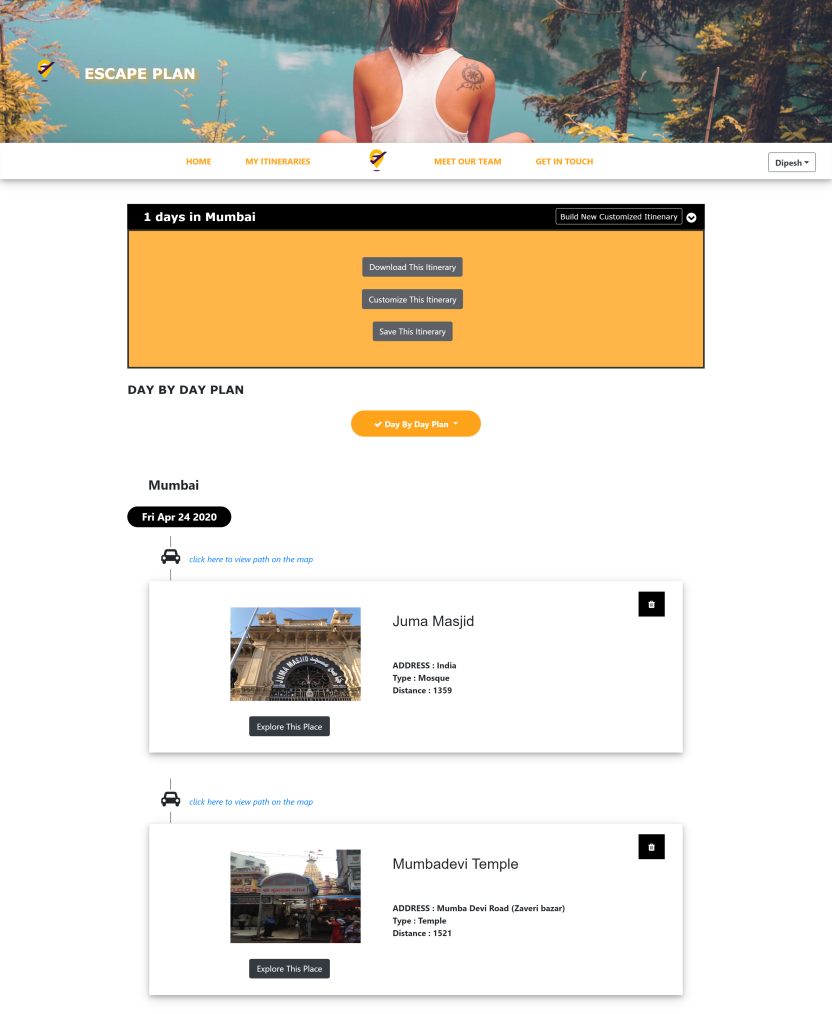 ESCAPE PLAN
HOME
MY ITINERARIES
MEET OUR TEAM
GET IN TOUCH
Dipesh
1 days in Mumbai
Build New Customized Itinenary
Download This Itinerary
Customize This Itinerary
Save This Itinerary
DAY BY DAY PLAN
Day By Day Plan
Mumbai
Fri Apr 24 2020
click here to view path on the map
JUMA MASJID
Juma Masjid
ADDRESS : India
Type : Mosque
Distance : 1359
Explore This Place
click here to view path on the map
Mumbadevi Temple
ADDRESS : Mumba Devi Road (Zaveri bazar)
Type : Temple
Distance : 1521
Explore This Place